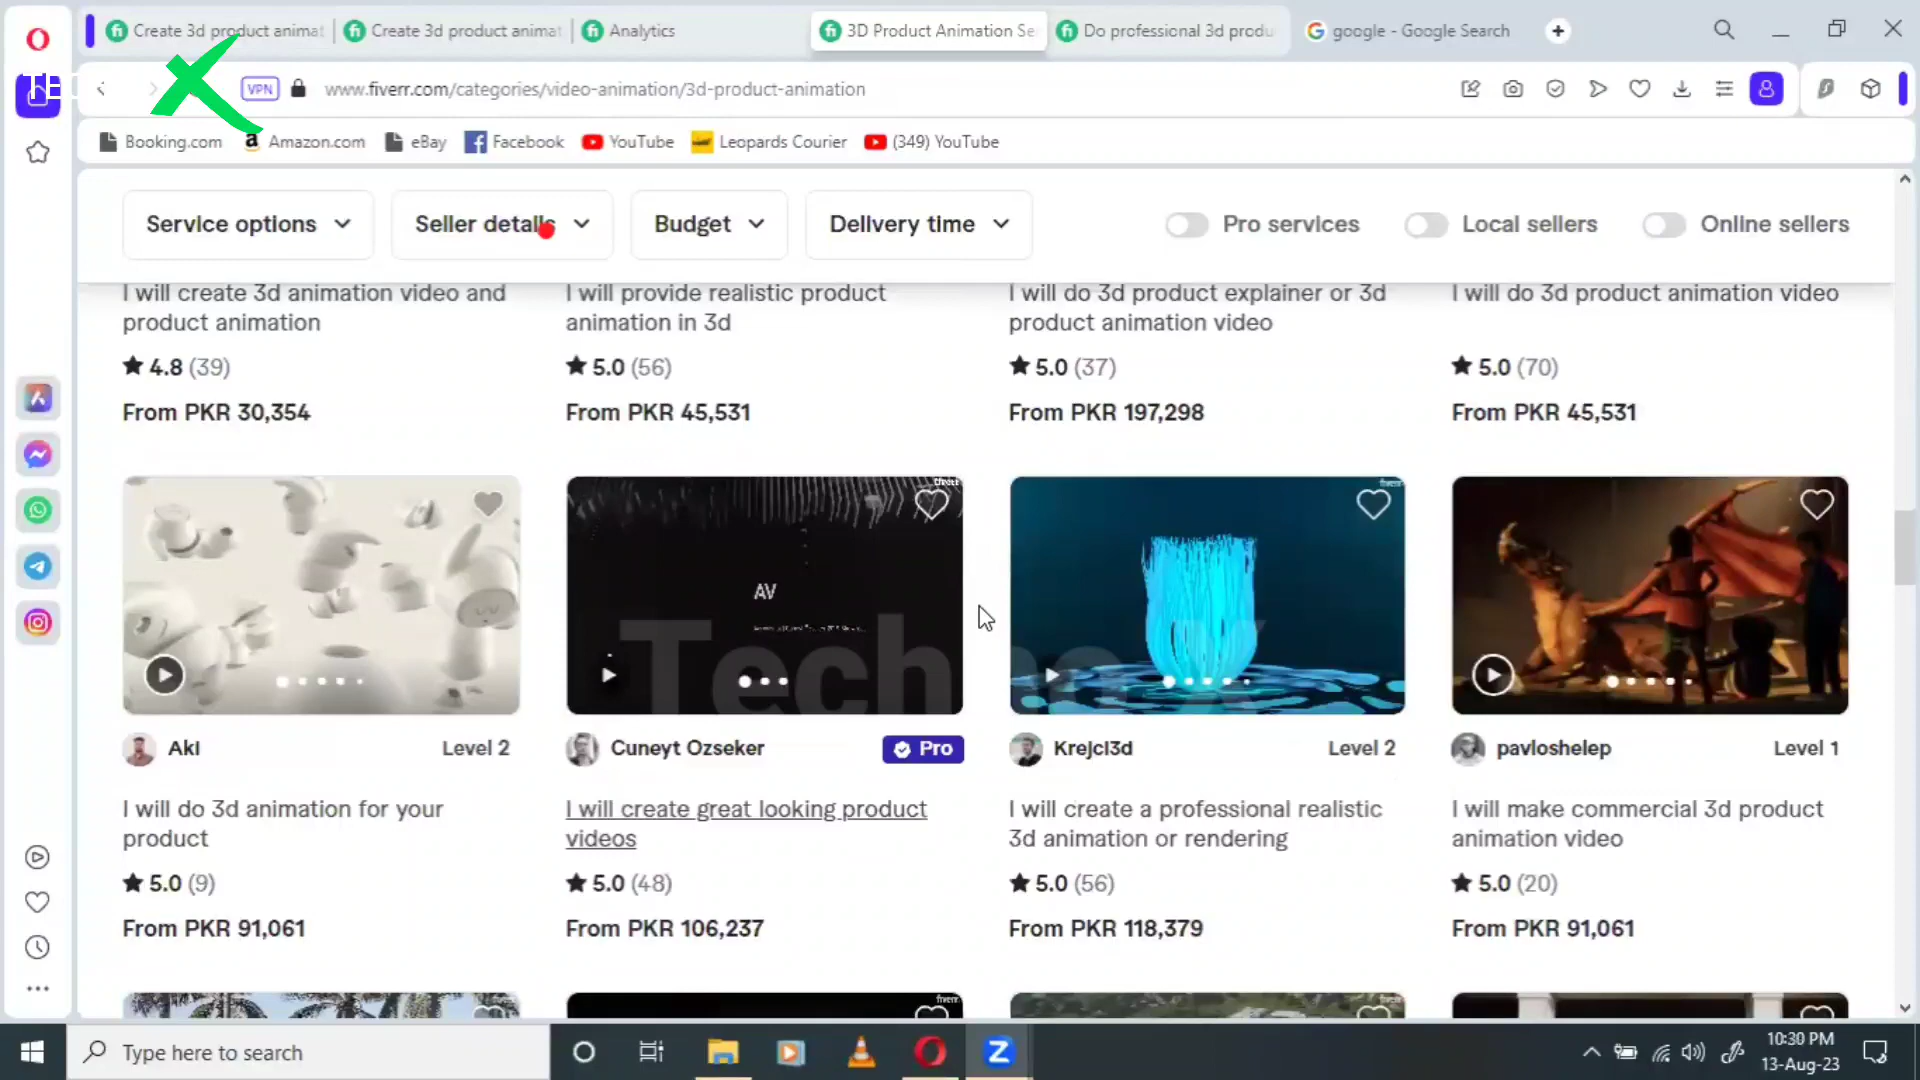 Create 3d product animat
Create 3d product animat
Analytics
3D Product Animation Se
Do professional 3d produ
google - Google Search
TEC
VPN
www.fiverr.com/categories/video-animation/3d-product-animation
Booking.com
Amazon.com
eBay
Facebook
YouTube
Leopards Courier
(349) YouTube
Service options
Seller details
Budget
Delivery time
Pro services
Local sellers
Online sellers
I will create 3d animation video and
product animation
4.8 (39)
From PKR 30,354
I will provide realistic product
animation in 3d
5.0 (56)
From PKR 45,531
I will do 3d product explainer or 3d
product animation video
5.0 (37)
From PKR 197,298
I will do 3d product animation video
5.0 (70)
From PKR 45,531
AV
fiverr
fiverr
Tech
X
Aki
Level 2
I will do 3d animation for your
product
5.0 (9)
From PKR 91,061
Cuneyt Ozseker
Pro
I will create great looking product
videos
5.0 (48)
From PKR 106,237
Krejci3d
Level 2
I will create a professional realistic
3d animation or rendering
5.0 (56)
From PKR 118,379
pavloshelep
Level 1
I will make commercial 3d product
animation video
5.0 (20)
From PKR 91,061
fiverr
fiverr
Type here to search
Z
10:30 PM
13-Aug-23